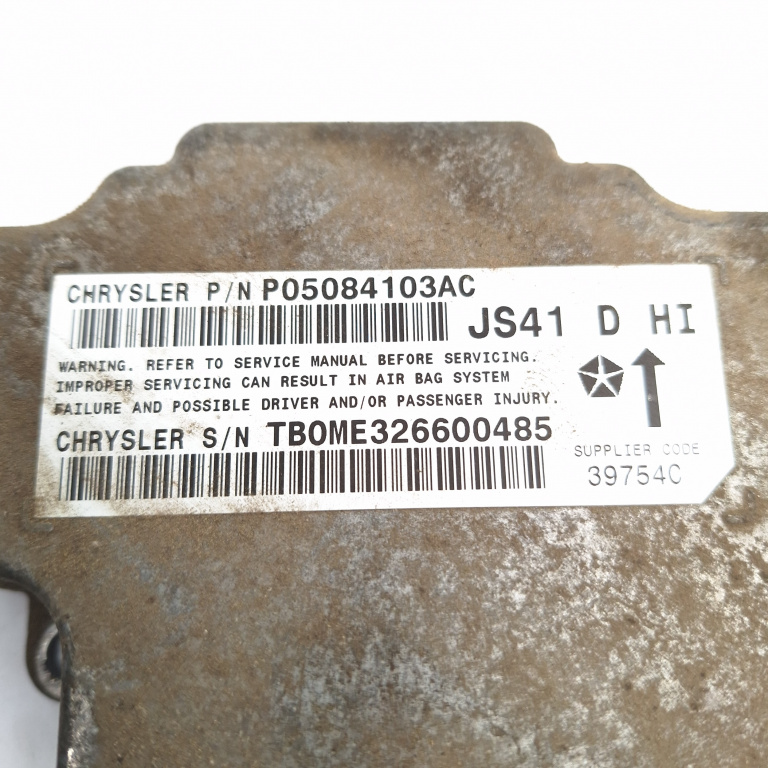 CHRYSLER P/N P05084103AC
JS41 D HI
WARNING. REFER TO SERVICE MANUAL BEFORE SERVICING.
IMPROPER SERVICING CAN RESULT IN AIR BAG SYSTEM
FAILURE AND POSSIBLE DRIVER AND/OR PASSENGER INJURY.
CHRYSLER S/N TB0ME326600485
SUPPLIER CODE
39754C